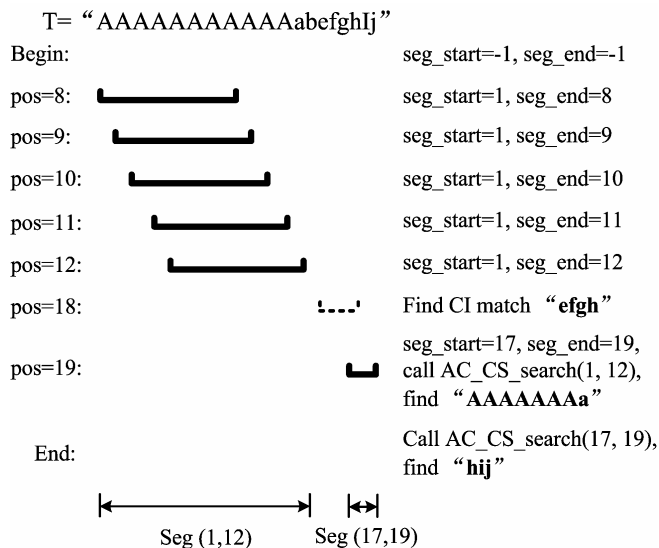 T= “AAAAAAAAAAAabefghIj”
Begin: seg_start=-1, seg_end=-1
pos=8: seg_start=1, seg_end=8
pos=9: seg_start=1, seg_end=9
pos=10: seg_start=1, seg_end=10
pos=11: seg_start=1, seg_end=11
pos=12: seg_start=1, seg_end=12
pos=18: Find CI match “efgh”
seg_start=17, seg_end=19,
pos=19: call AC_CS_search(1, 12),
find “AAAAAAAa”
Call AC_CS_search(17, 19),
End: find “hij”
Seg (1,12) Seg (17,19)